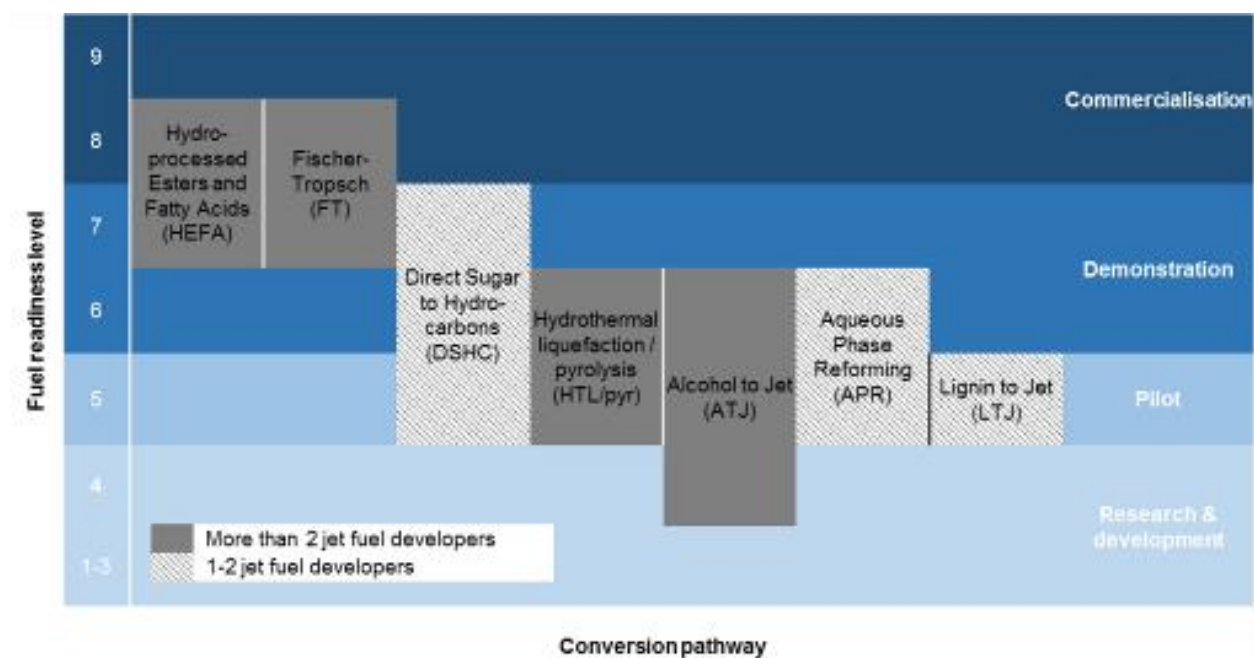 Fuel readiness level
9
8
7
6
5
4
1-3
Hydro-
processed
Esters and
Fatty Acids
(HEFA)
Fischer-
Tropsch
(FT)
Direct Sugar
to Hydro-
carbons
(DSHC)
Hydrothermal
liquefaction /
pyrolysis
(HTL/pyr)
Alcohol to Jet
(ATJ)
Aqueous
Phase
Reforming
(APR)
Lignin to Jet
(LTJ)
Commercialisation
Demonstration
Pilot
Research &
development
More than 2 jet fuel developers
1-2 jet fuel developers
Conversion pathway